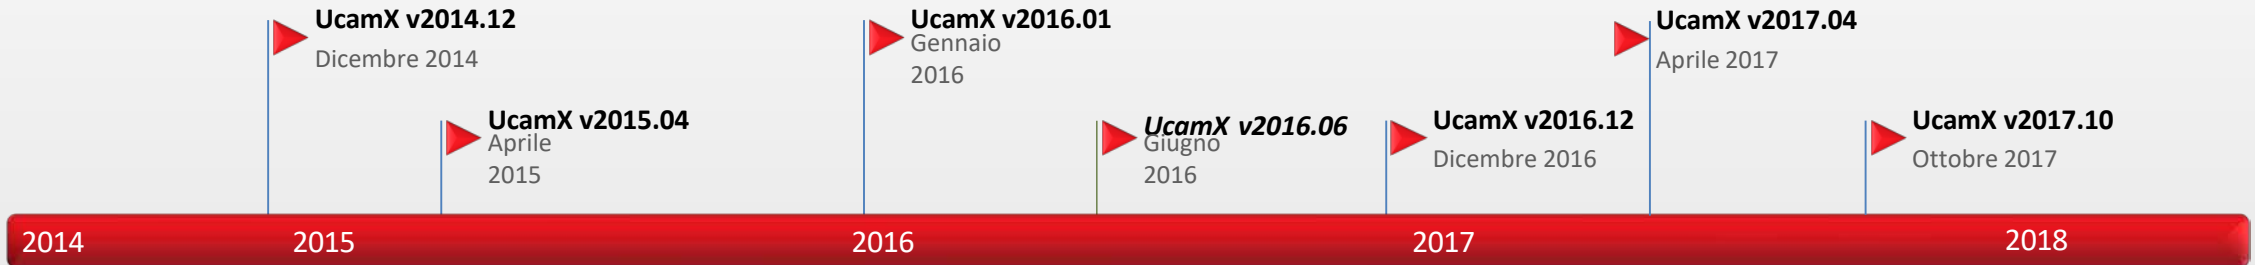 UcamX v2014.12
Dicembre 2014
UcamX v2015.04
Aprile
2015
UcamX v2016.01
Gennaio
2016
UcamX v2016.06
Giugno
2016
UcamX v2016.12
Dicembre 2016
UcamX v2017.04
Aprile 2017
UcamX v2017.10
Ottobre 2017
2014 2015 2016 2017 2018